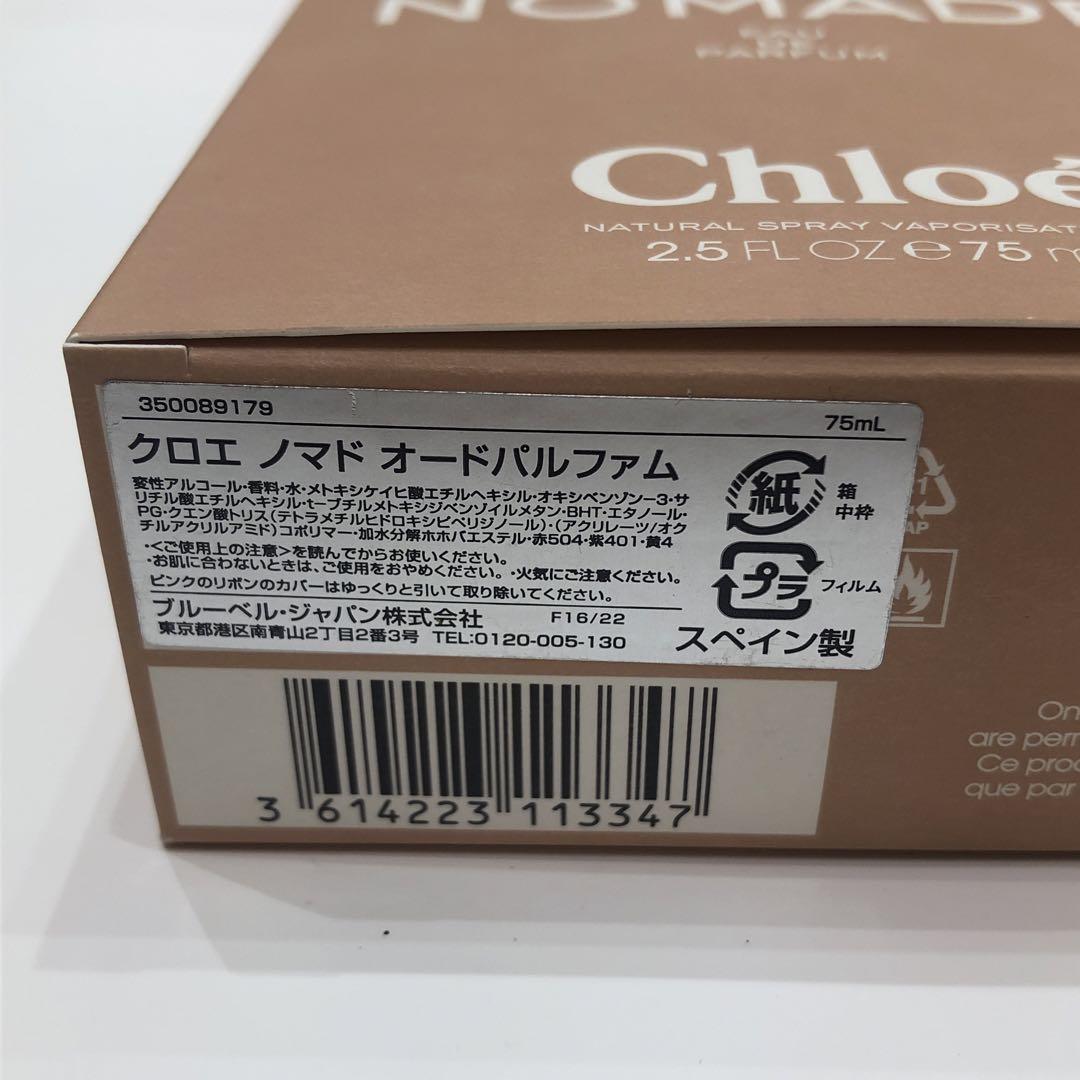 NOMADE
EAU
DE
PARFUM
Chloé
NATURAL SPRAY VAPORISAT
2.5 FL OZ ℮ 75 m
350089179
75mL
クロエ ノマド オードパルファム
変性アルコール・香料・水・メトキシケイヒ酸エチルヘキシル・オキシベンゾン-3・サ
リチル酸エチルヘキシル・t-ブチルメトキシジベンゾイルメタン・BHT・エタノール・
PG・クエン酸トリス(テトラメチルヒドロキシピペリジノール)・(アクリレーツ/オク
チルアクリルアミド)コポリマー・加水分解ホホバエステル・赤504・紫401・黄4
・<ご使用上の注意>を読んでからお使いください。
・お肌に合わないときは、ご使用をおやめください。・火気にご注意ください。
ピンクのリボンのカバーはゆっくりと引いて取り除いてください。
ブルーベル・ジャパン株式会社 F16/22
東京都港区南青山2丁目2番3号 TEL:0120-005-130
紙
箱
中枠
プラ
フィルム
スペイン製
AP
3 614223 113347
On
are perm
Ce prod
que par